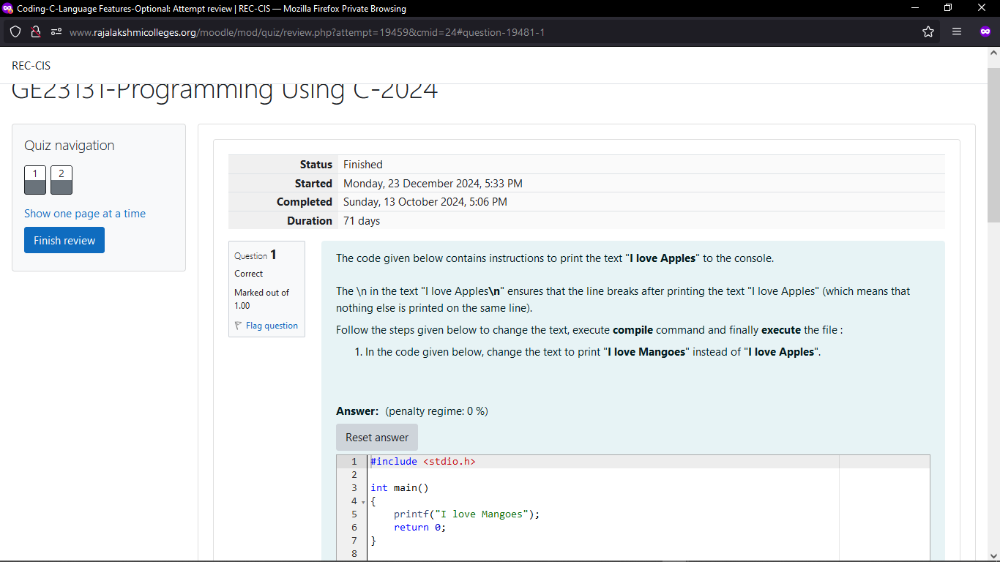 Coding-C-Language Features-Optional: Attempt review | REC-CIS — Mozilla Firefox Private Browsing
www.rajalakshmicolleges.org/moodle/mod/quiz/review.php?attempt=19459&cmid=24#question-19481-1
REC-CIS
GE23131-Programming Using C-2024
Quiz navigation
1 2
Show one page at a time
Finish review
Status Finished
Started Monday, 23 December 2024, 5:33 PM
Completed Sunday, 13 October 2024, 5:06 PM
Duration 71 days
Question 1
Correct
Marked out of
1.00
Flag question
The code given below contains instructions to print the text "I love Apples" to the console.
The \n in the text "I love Apples\n" ensures that the line breaks after printing the text "I love Apples" (which means that
nothing else is printed on the same line).
Follow the steps given below to change the text, execute compile command and finally execute the file :
1. In the code given below, change the text to print "I love Mangoes" instead of "I love Apples".
Answer: (penalty regime: 0 %)
Reset answer
1 #include <stdio.h>
2
3 int main()
4 {
5     printf("I love Mangoes");
6     return 0;
7 }
8